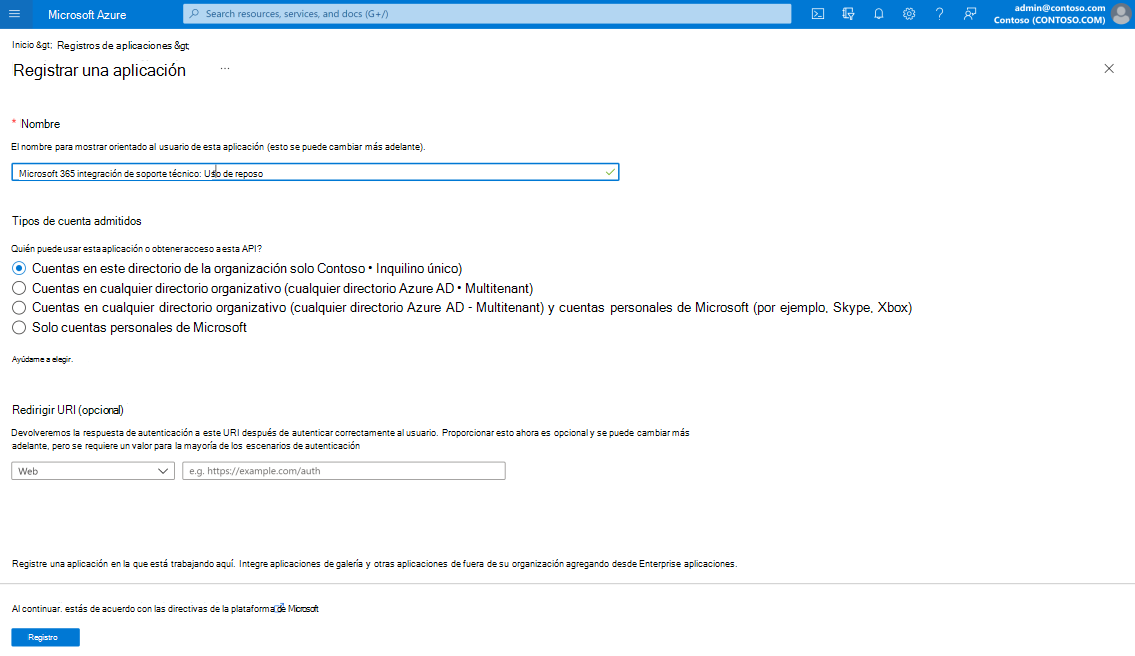 Microsoft Azure
Search resources, services, and docs (G+/)
admin@contoso.com
Contoso (CONTOSO.COM)
Inicio &gt; Registros de aplicaciones &gt;
Registrar una aplicación ...
* Nombre
El nombre para mostrar orientado al usuario de esta aplicación (esto se puede cambiar más adelante).
Microsoft 365 integración de soporte técnico: Uso de reposo
Tipos de cuenta admitidos
Quién puede usar esta aplicación o obtener acceso a esta API?
Cuentas en este directorio de la organización solo Contoso • Inquilino único)
Cuentas en cualquier directorio organizativo (cualquier directorio Azure AD • Multitenant)
Cuentas en cualquier directorio organizativo (cualquier directorio Azure AD - Multitenant) y cuentas personales de Microsoft (por ejemplo, Skype, Xbox)
Solo cuentas personales de Microsoft
Ayúdame a elegir.
Redirigir URI (opcional)
Devolveremos la respuesta de autenticación a este URI después de autenticar correctamente al usuario. Proporcionar esto ahora es opcional y se puede cambiar más
adelante, pero se requiere un valor para la mayoría de los escenarios de autenticación
Web
e.g. https://example.com/auth
Registre una aplicación en la que está trabajando aquí. Integre aplicaciones de galería y otras aplicaciones de fuera de su organización agregando desde Enterprise aplicaciones.
Al continuar. estás de acuerdo con las directivas de la plataforma de Microsoft
Registro